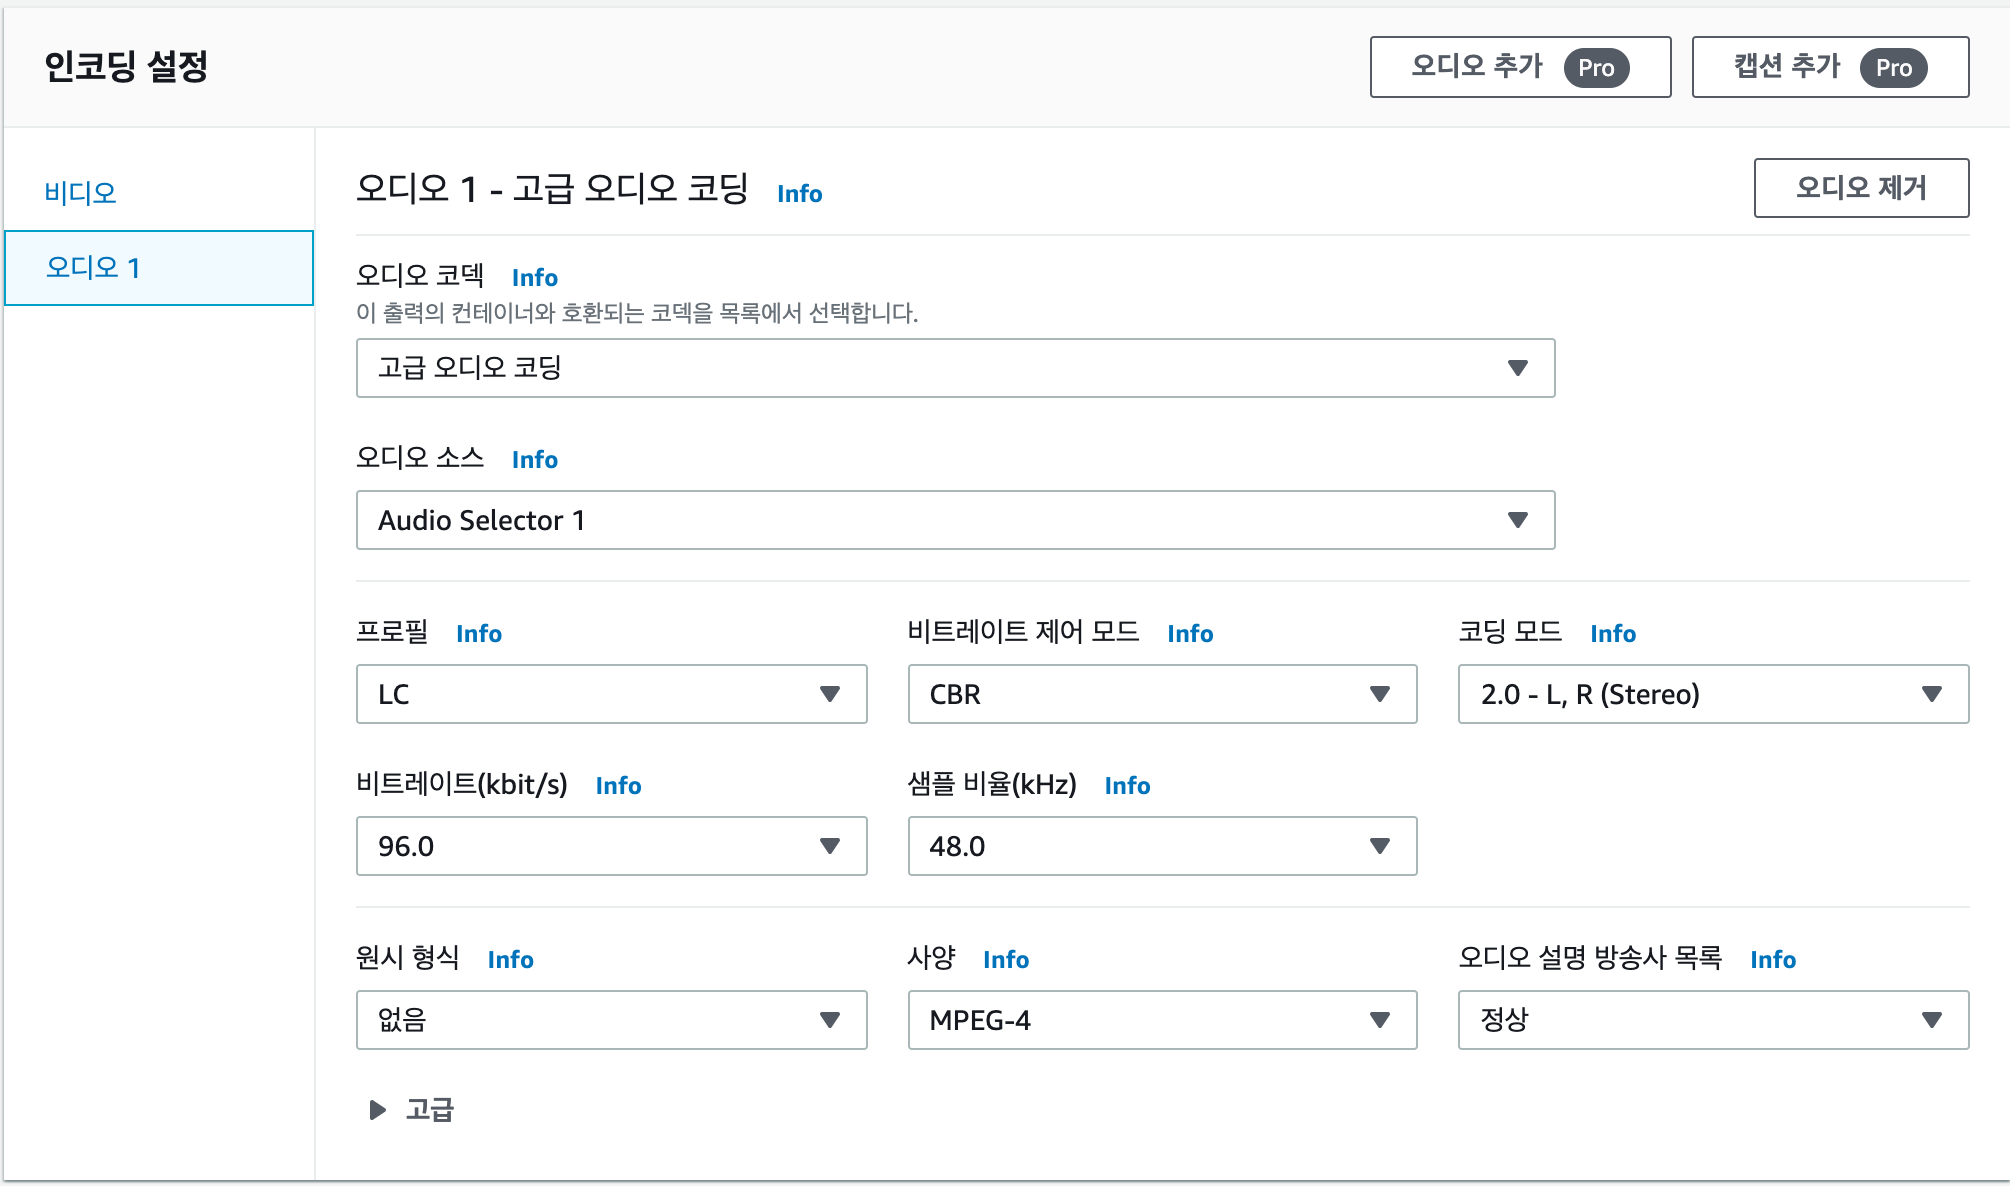 인코딩 설정
오디오 추가 Pro
캡션 추가 Pro
비디오
오디오 1
오디오 1 - 고급 오디오 코딩 Info
오디오 제거
오디오 코덱 Info
이 출력의 컨테이너와 호환되는 코덱을 목록에서 선택합니다.
고급 오디오 코딩
오디오 소스 Info
Audio Selector 1
프로필 Info
비트레이트 제어 모드 Info
코딩 모드 Info
LC
CBR
2.0 - L, R (Stereo)
비트레이트(kbit/s) Info
샘플 비율(kHz) Info
96.0
48.0
원시 형식 Info
사양 Info
오디오 설명 방송사 목록 Info
없음
MPEG-4
정상
고급